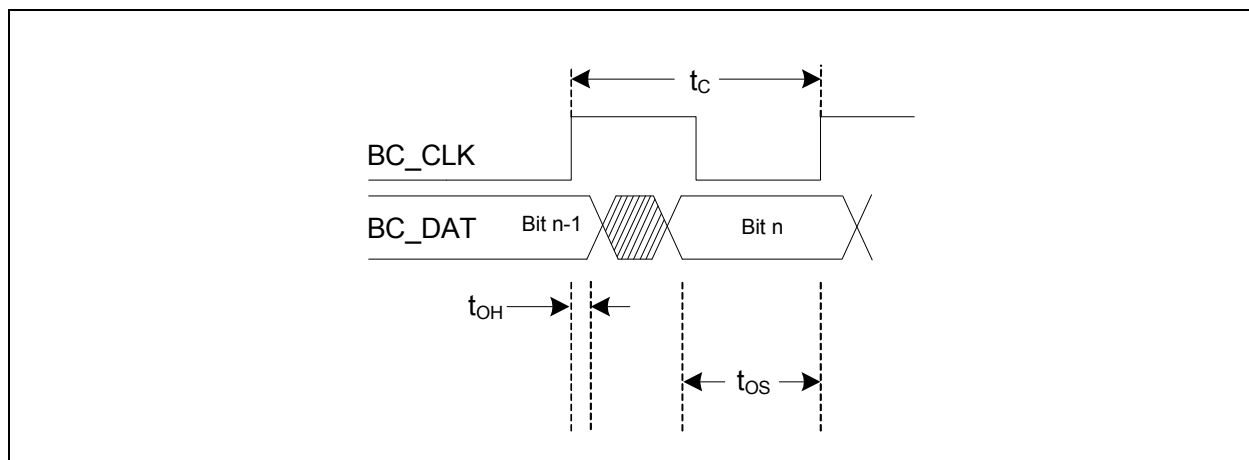 tC
BC_CLK
BC_DAT
Bit n-1
Bit n
tOH
tOS